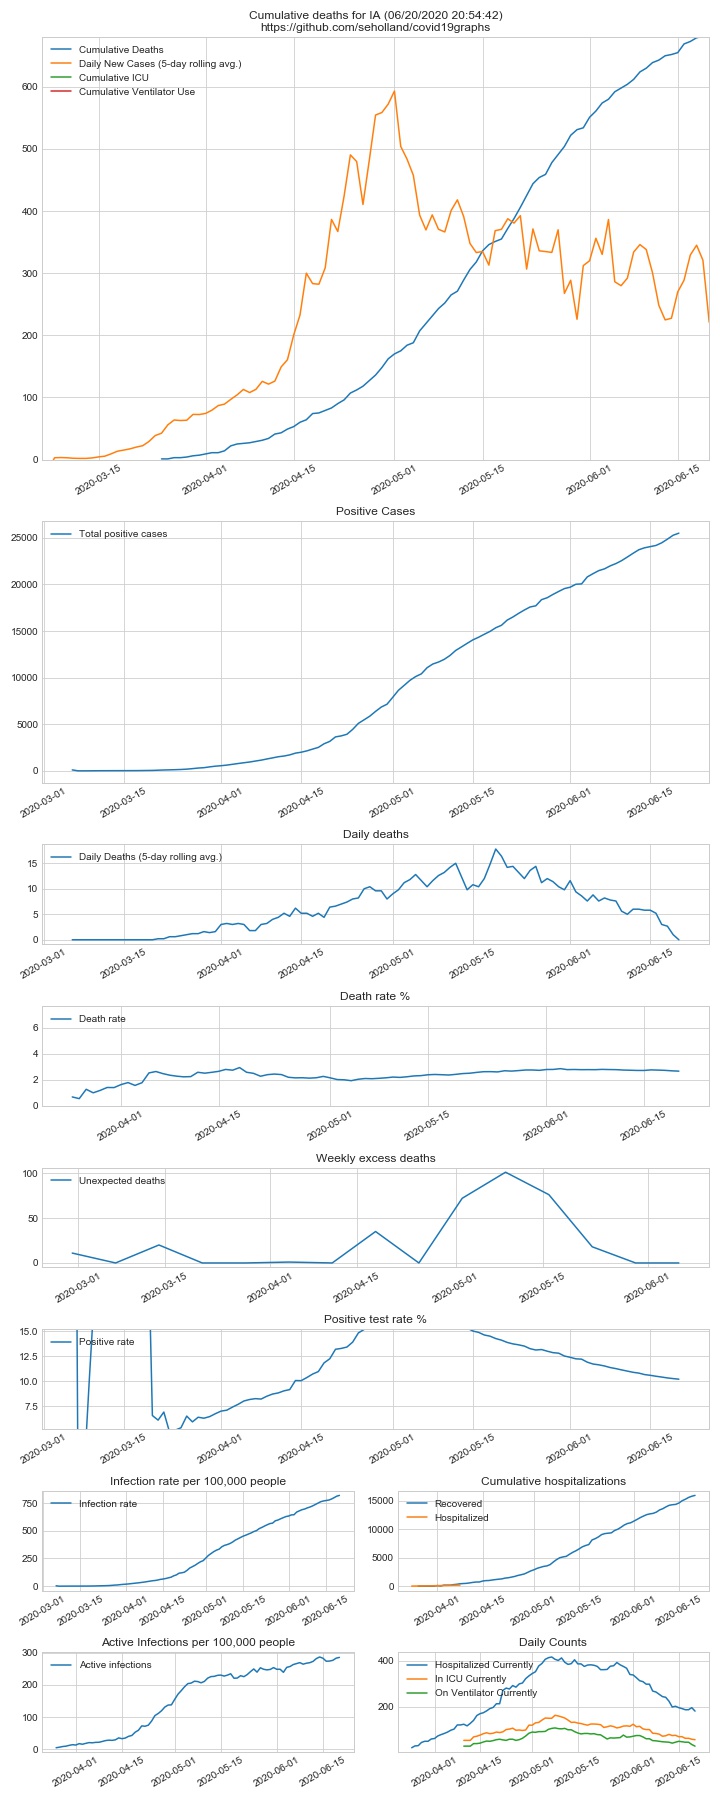 Cumulative deaths for IA (06/20/2020 20:54:42)
https://github.com/seholland/covid19graphs
Cumulative Deaths
Daily New Cases (5-day rolling avg.)
Cumulative ICU
Cumulative Ventilator Use
600
500
400
300
200
100
0
2020-03-15 2020-04-01 2020-04-15 2020-05-01 2020-05-15 2020-06-01 2020-06-15
Positive Cases
Total positive cases
25000
20000
15000
10000
5000
0
2020-03-01 2020-03-15 2020-04-01 2020-04-15 2020-05-01 2020-05-15 2020-06-01 2020-06-15
Daily deaths
Daily Deaths (5-day rolling avg.)
15
10
5
0
2020-03-01 2020-03-15 2020-04-01 2020-04-15 2020-05-01 2020-05-15 2020-06-01 2020-06-15
Death rate %
Death rate
6
4
2
0
2020-04-01 2020-04-15 2020-05-01 2020-05-15 2020-06-01 2020-06-15
Weekly excess deaths
Unexpected deaths
100
50
0
2020-03-01 2020-03-15 2020-04-01 2020-04-15 2020-05-01 2020-05-15 2020-06-01
Positive test rate %
Positive rate
15.0
12.5
10.0
7.5
2020-03-01 2020-03-15 2020-04-01 2020-04-15 2020-05-01 2020-05-15 2020-06-01 2020-06-15
Infection rate per 100,000 people
Infection rate
750
500
250
0
2020-03-01 2020-03-15 2020-04-01 2020-04-15 2020-05-01 2020-05-15 2020-06-01 2020-06-15
Cumulative hospitalizations
Recovered
Hospitalized
15000
10000
5000
0
2020-04-01 2020-04-15 2020-05-01 2020-05-15 2020-06-01 2020-06-15
Active Infections per 100,000 people
Active infections
300
200
100
0
2020-04-01 2020-04-15 2020-05-01 2020-05-15 2020-06-01 2020-06-15
Daily Counts
Hospitalized Currently
In ICU Currently
On Ventilator Currently
400
200
2020-04-01 2020-04-15 2020-05-01 2020-05-15 2020-06-01 2020-06-15